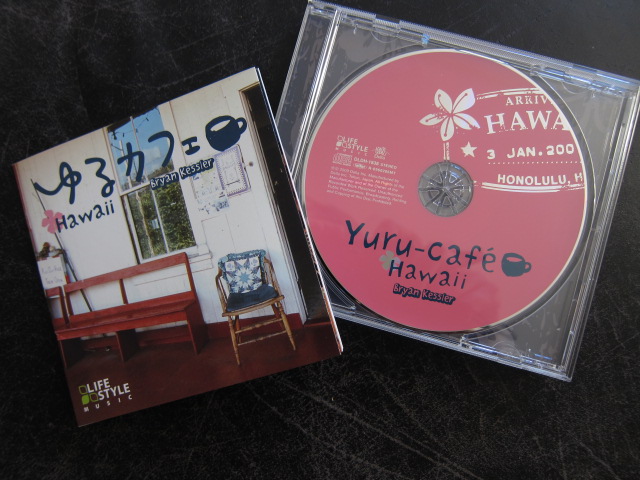 ゆるカフェ
Hawaii
Bryan Kessler
LIFE
STYLE
MUSIC
LIFE
STYLE
ARRIV
HAWA
3 JAN.200
HONOLULU, H
Yuru-Café
Hawaii
Bryan Kessler